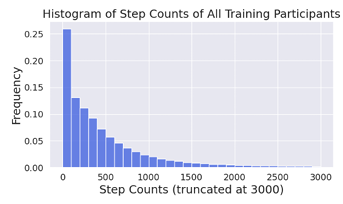 Histogram of Step Counts of All Training Participants
0.25
0.20
0.15
0.10
0.05
0.00
Frequency
0 500 1000 1500 2000 2500 3000
Step Counts (truncated at 3000)